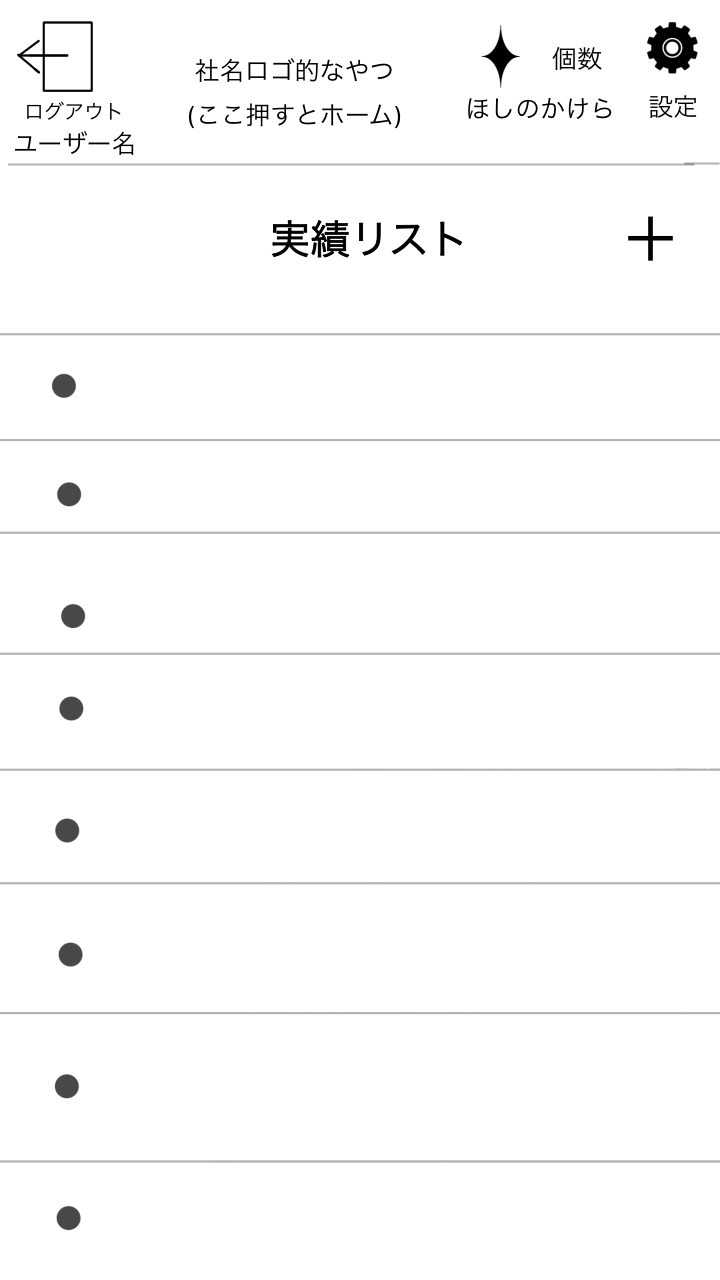 社名ロゴ的なやつ
個数
ログアウト
(ここ押すとホーム)
ほしのかけら
設定
ユーザー名
実績リスト